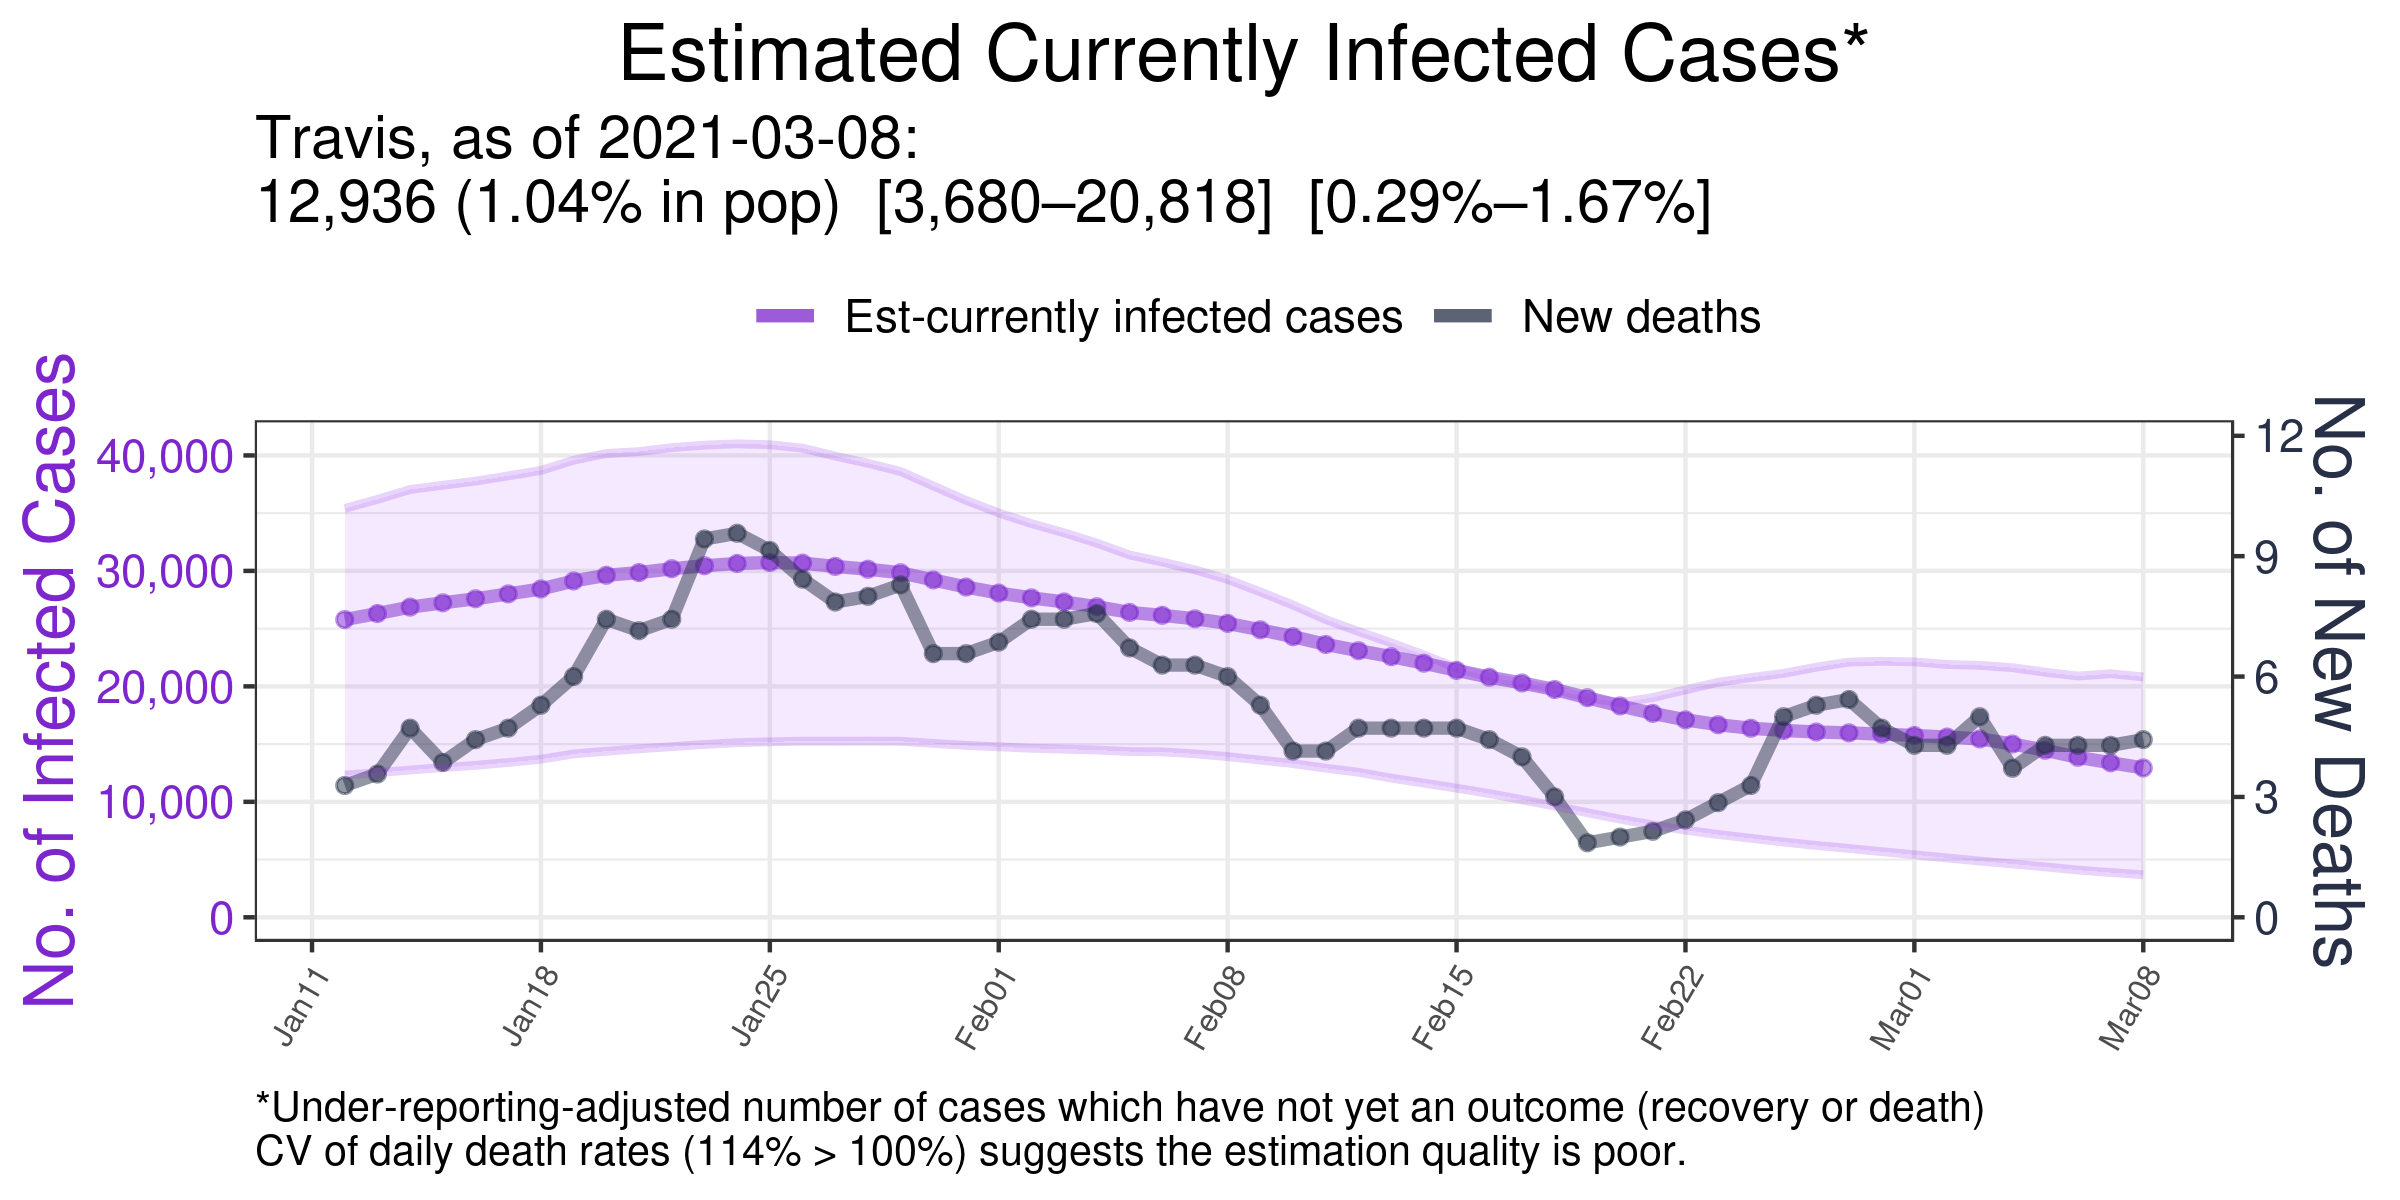 Estimated Currently Infected Cases*
Travis, as of 2021-03-08:
12,936 (1.04% in pop)  [3,680–20,818]  [0.29%–1.67%]
Est-currently infected cases
New deaths
No. of Infected Cases
40,000
30,000
20,000
10,000
0
12
9
6
3
0
No. of New Deaths
Jan11
Jan18
Jan25
Feb01
Feb08
Feb15
Feb22
Mar01
Mar08
*Under-reporting-adjusted number of cases which have not yet an outcome (recovery or death)
CV of daily death rates (114% > 100%) suggests the estimation quality is poor.